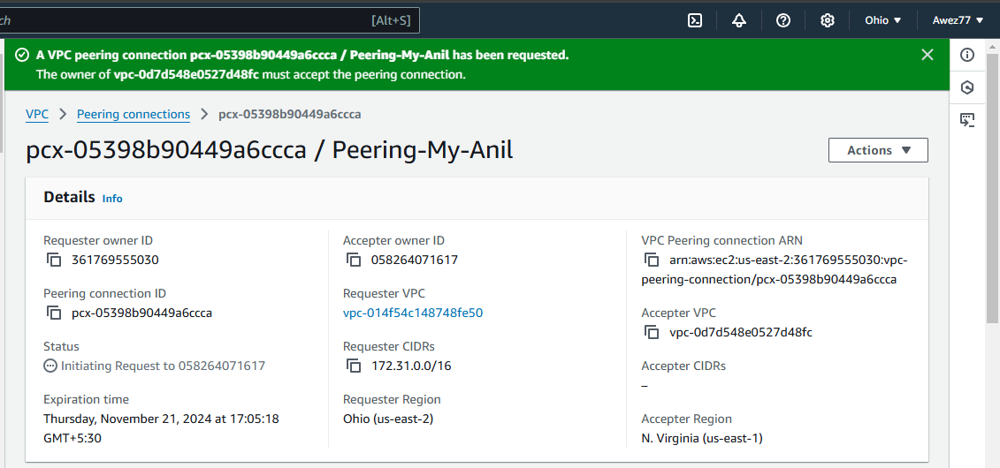 ch [Alt+S] Ohio ▼ Awez77 ▼
A VPC peering connection pcx-05398b90449a6ccca / Peering-My-Anil has been requested.
The owner of vpc-0d7d548e0527d48fc must accept the peering connection.
VPC > Peering connections > pcx-05398b90449a6ccca
pcx-05398b90449a6ccca / Peering-My-Anil
Actions ▼
Details Info
Requester owner ID
361769555030
Peering connection ID
pcx-05398b90449a6ccca
Status
Initiating Request to 058264071617
Expiration time
Thursday, November 21, 2024 at 17:05:18
GMT+5:30
Accepter owner ID
058264071617
Requester VPC
vpc-014f54c148748fe50
Requester CIDRs
172.31.0.0/16
Requester Region
Ohio (us-east-2)
VPC Peering connection ARN
arn:aws:ec2:us-east-2:361769555030:vpc-
peering-connection/pcx-05398b90449a6ccca
Accepter VPC
vpc-0d7d548e0527d48fc
Accepter CIDRs
–
Accepter Region
N. Virginia (us-east-1)